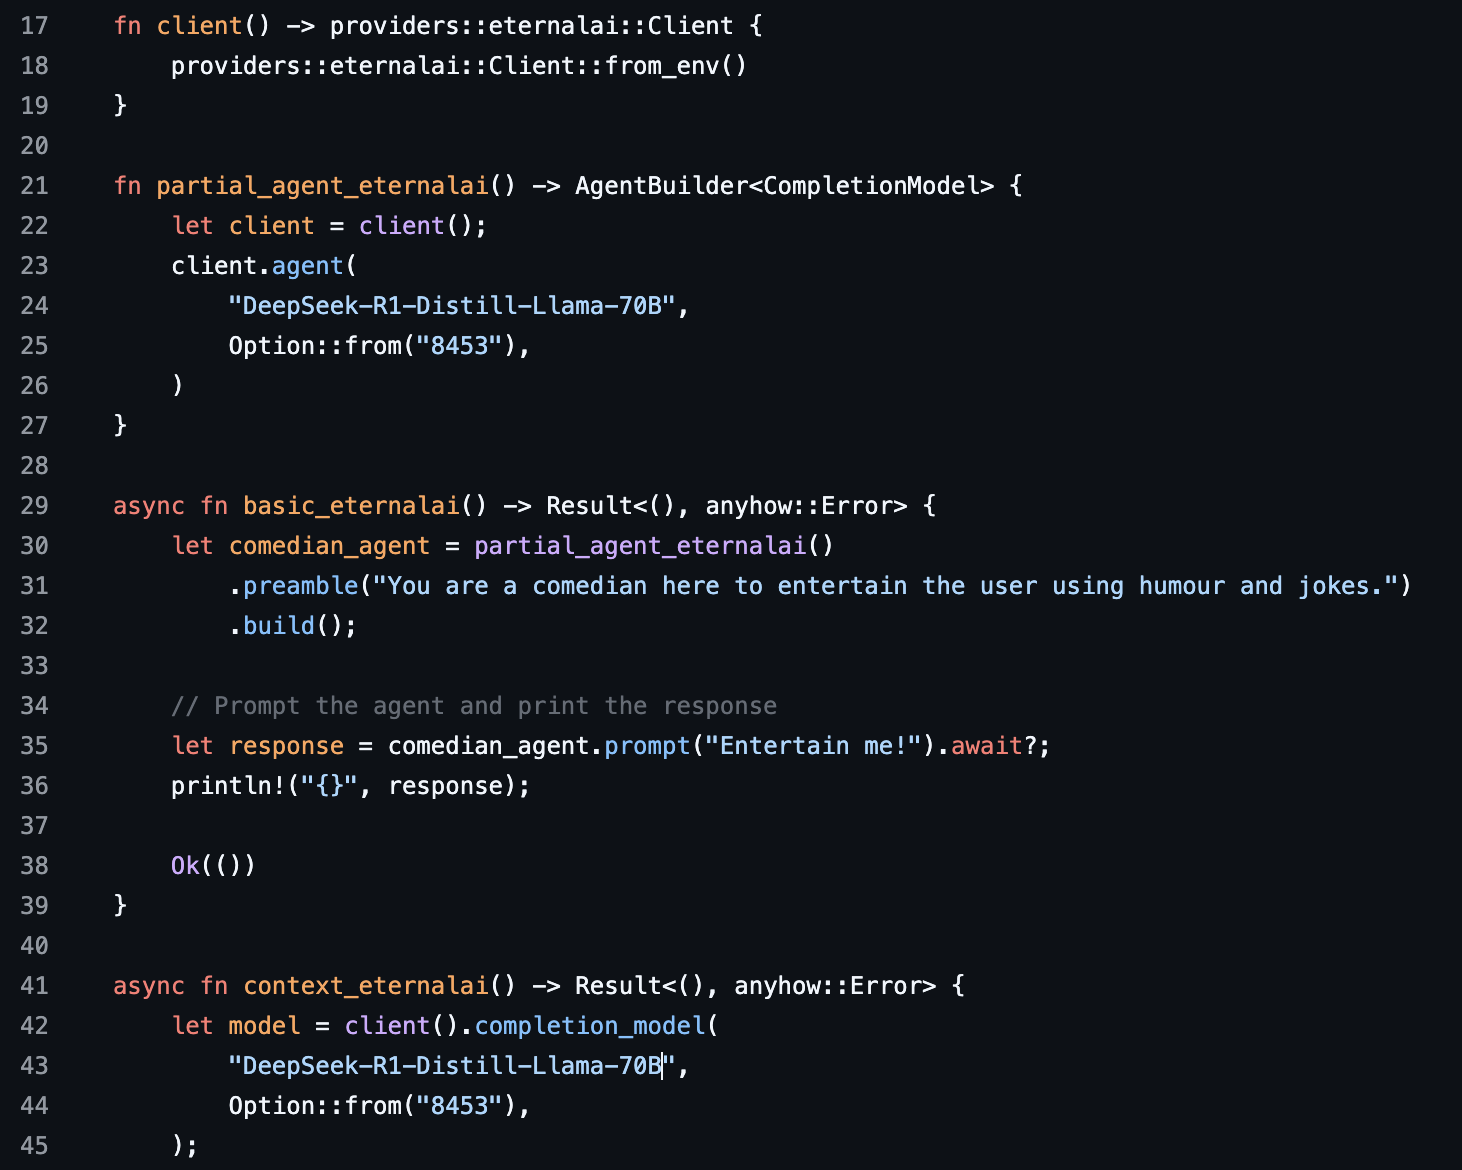 17 fn client() -> providers::eternalai::Client {
18 providers::eternalai::Client::from_env()
19 }
20
21 fn partial_agent_eternalai() -> AgentBuilder<CompletionModel> {
22 let client = client();
23 client.agent(
24 "DeepSeek-R1-Distill-Llama-70B",
25 Option::from("8453"),
26 )
27 }
28
29 async fn basic_eternalai() -> Result<(), anyhow::Error> {
30 let comedian_agent = partial_agent_eternalai()
31 .preamble("You are a comedian here to entertain the user using humour and jokes.")
32 .build();
33
34 // Prompt the agent and print the response
35 let response = comedian_agent.prompt("Entertain me!").await?;
36 println!("{}", response);
37
38 Ok(())
39 }
40
41 async fn context_eternalai() -> Result<(), anyhow::Error> {
42 let model = client().completion_model(
43 "DeepSeek-R1-Distill-Llama-70B",
44 Option::from("8453"),
45 );